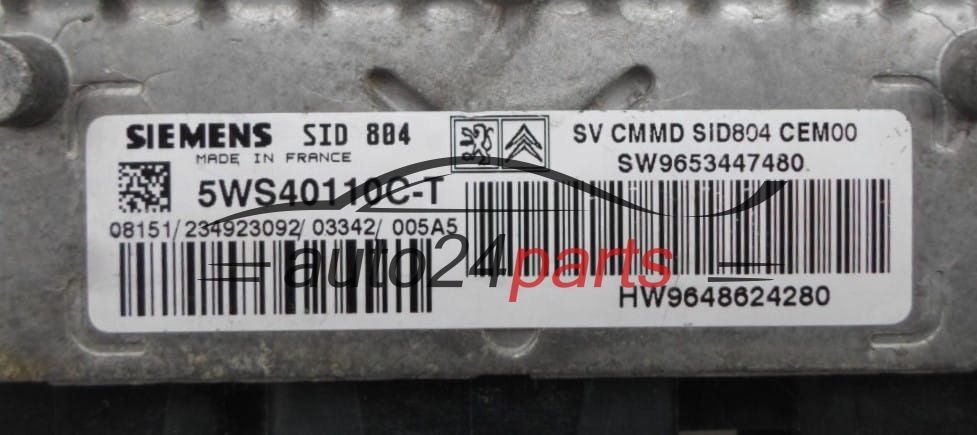 SIEMENS SID 804
MADE IN FRANCE
5WS40110C-T
08151/234923092/03342/ 005A5
SV CMMD SID804 CEM00
SW9653447480
HW9648624280
auto24parts